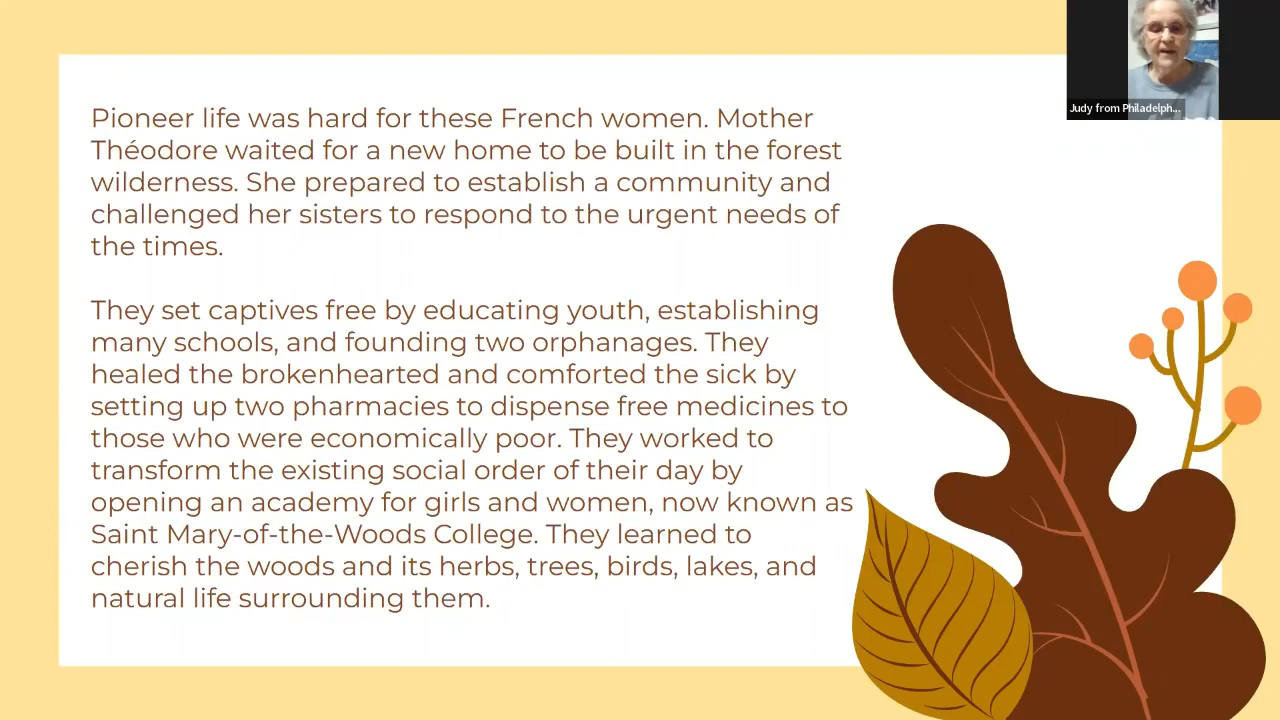 Judy from Philadelph...
Pioneer life was hard for these French women. Mother
Théodore waited for a new home to be built in the forest
wilderness. She prepared to establish a community and
challenged her sisters to respond to the urgent needs of
the times.
They set captives free by educating youth, establishing
many schools, and founding two orphanages. They
healed the brokenhearted and comforted the sick by
setting up two pharmacies to dispense free medicines to
those who were economically poor. They worked to
transform the existing social order of their day by
opening an academy for girls and women, now known as
Saint Mary-of-the-Woods College. They learned to
cherish the woods and its herbs, trees, birds, lakes, and
natural life surrounding them.